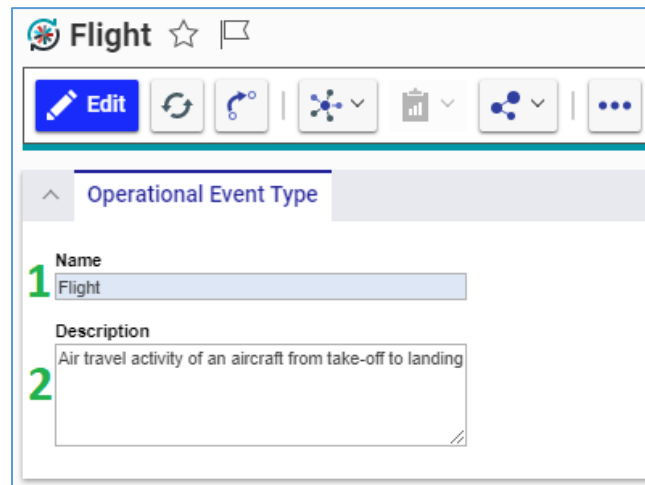 Flight
Edit
Operational Event Type
Name
1
Flight
Description
2
Air travel activity of an aircraft from take-off to landing